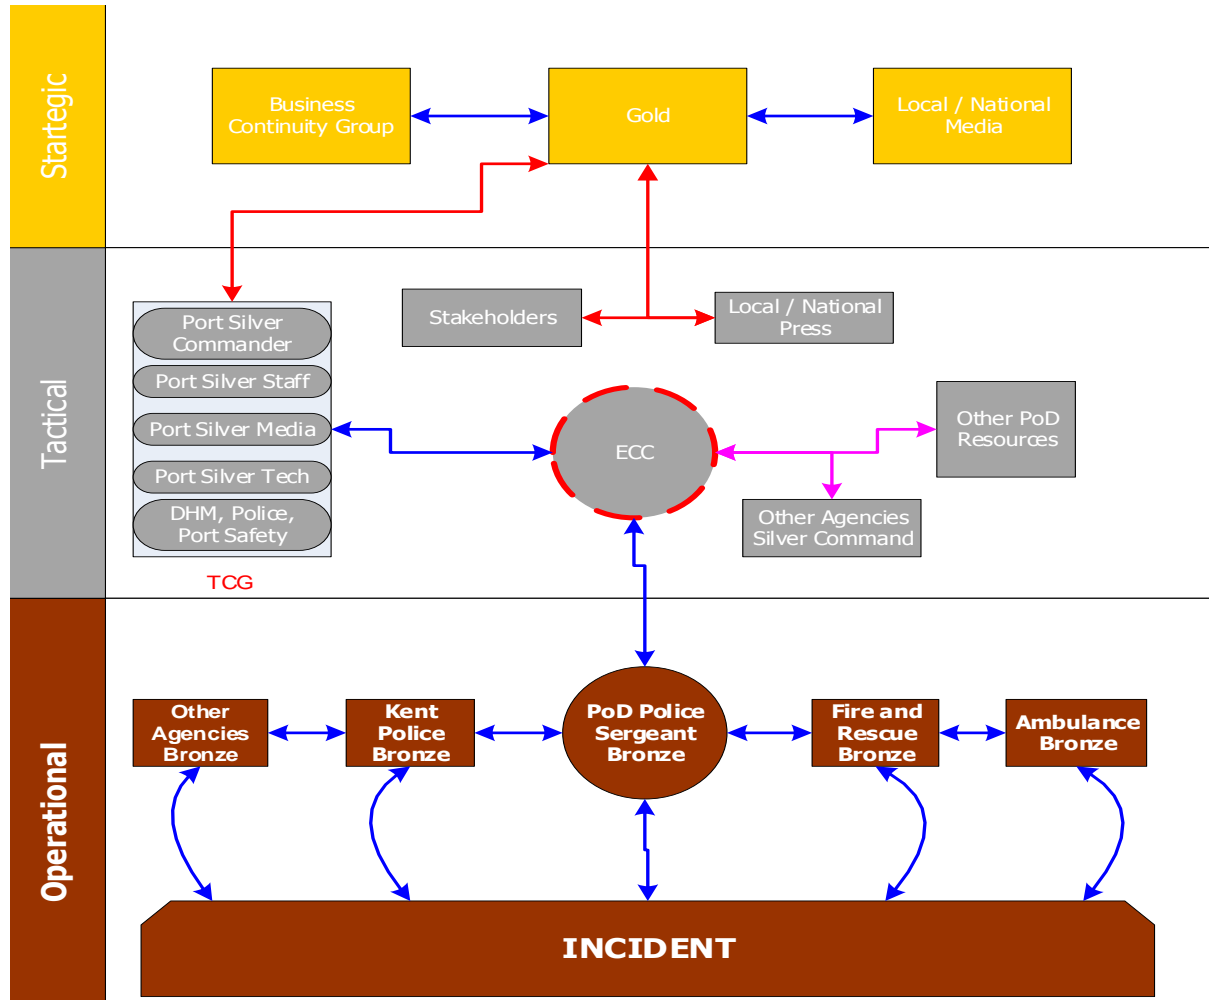 Startegic
Business
Continuity Group
Gold
Local / National
Media
Tactical
Port Silver
Commander
Port Silver Staff
Port Silver Media
Port Silver Tech
DHM, Police,
Port Safety
TCG
Stakeholders
Local / National
Press
ECC
Other PoD
Resources
Other Agencies
Silver Command
Operational
Other
Agencies
Bronze
Kent
Police
Bronze
PoD Police
Sergeant
Bronze
Fire and
Rescue
Bronze
Ambulance
Bronze
INCIDENT